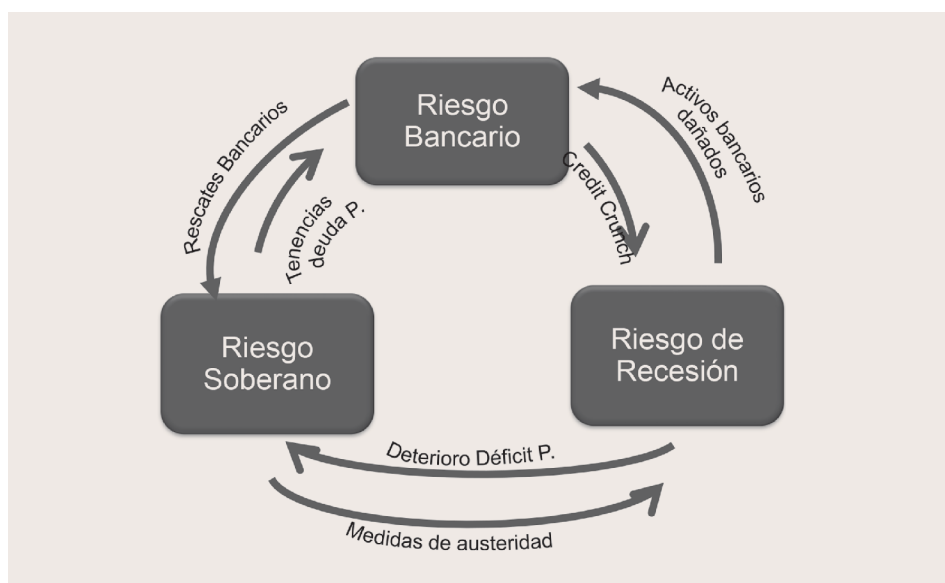 Riesgo
Bancario
Rescates Bancarios
Tenencias
deuda P.
Activos bancarios
dañados
Credit Crunch
Riesgo
Soberano
Riesgo de
Recesión
Deterioro Déficit P.
Medidas de austeridad